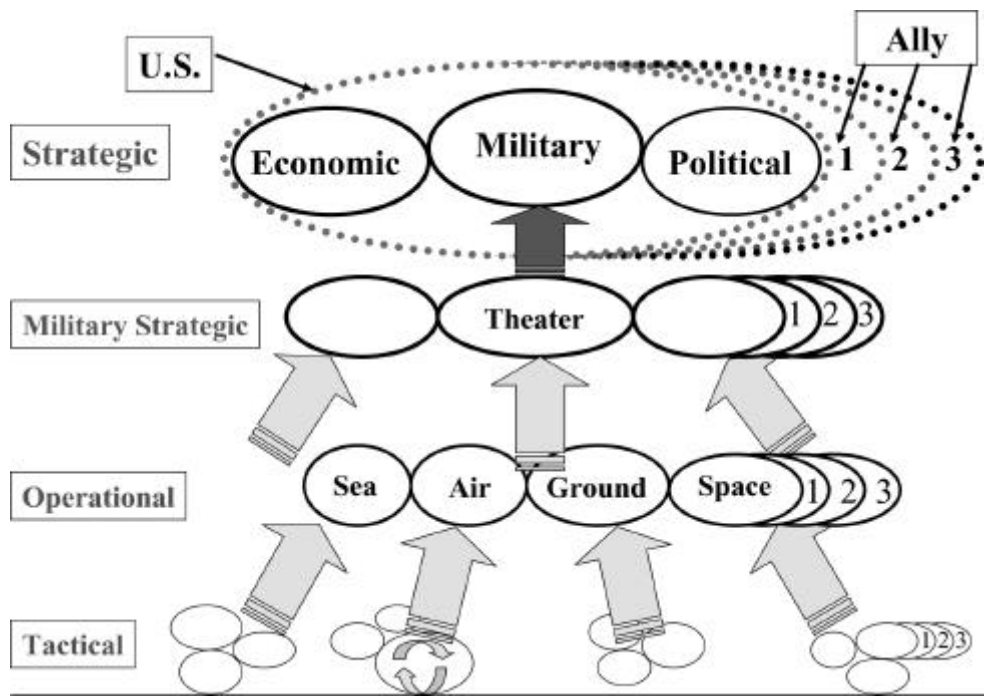 U.S.
Ally
Strategic
Economic
Military
Political
1
2
3
Military Strategic
Theater
1
2
3
Operational
Sea
Air
Ground
Space
1
2
3
Tactical
1
2
3